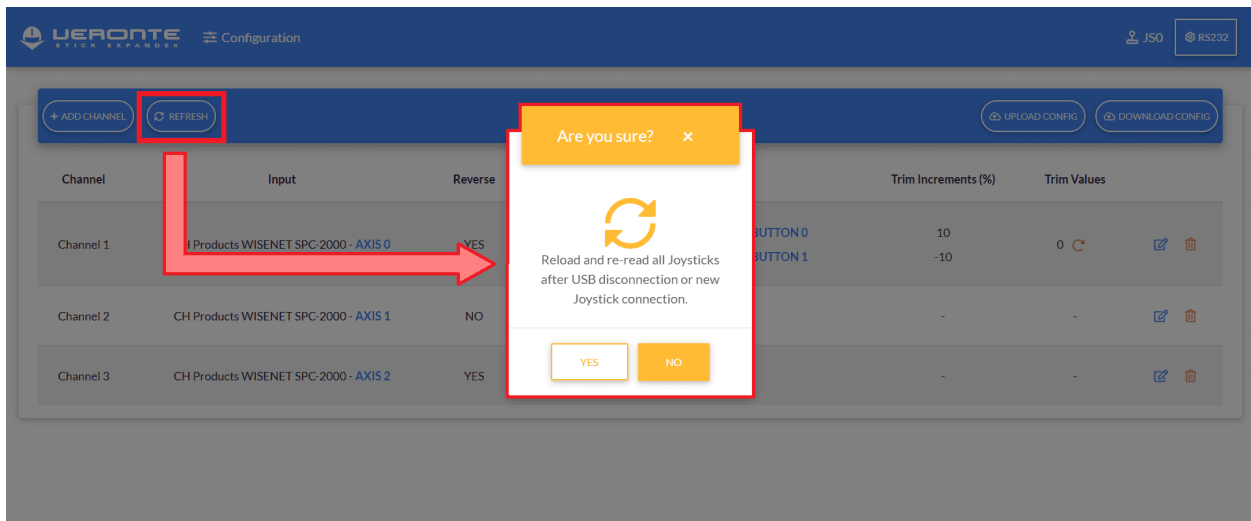 VERONTE
STICK EXPANDER
Configuration
JS0
RS232
+ ADD CHANNEL
REFRESH
UPLOAD CONFIG
DOWNLOAD CONFIG
Are you sure? ×
Channel Input Reverse Trim Increments (%) Trim Values
Channel 1 CH Products WISENET SPC-2000 - AXIS 0 YES BUTTON 0 10 0
BUTTON 1 -10
Reload and re-read all Joysticks
after USB disconnection or new
Joystick connection.
Channel 2 CH Products WISENET SPC-2000 - AXIS 1 NO - -
YES NO
Channel 3 CH Products WISENET SPC-2000 - AXIS 2 YES - -